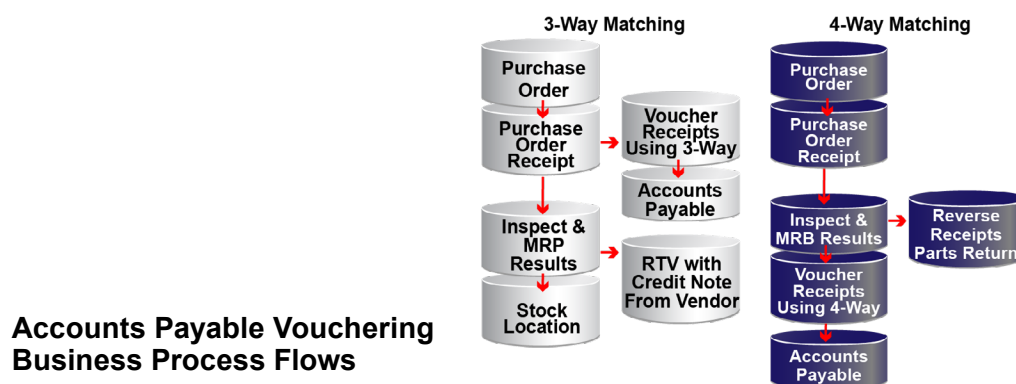 3-Way Matching
Purchase
Order
Purchase
Order
Receipt
Voucher
Receipts
Using 3-Way
Accounts
Payable
Inspect &
MRP
Results
RTV with
Credit Note
From Vendor
Stock
Location
4-Way Matching
Purchase
Order
Purchase
Order
Receipt
Inspect &
MRB Results
Reverse
Receipts
Parts Return
Voucher
Receipts
Using 4-Way
Accounts
Payable
Accounts Payable Vouchering
Business Process Flows